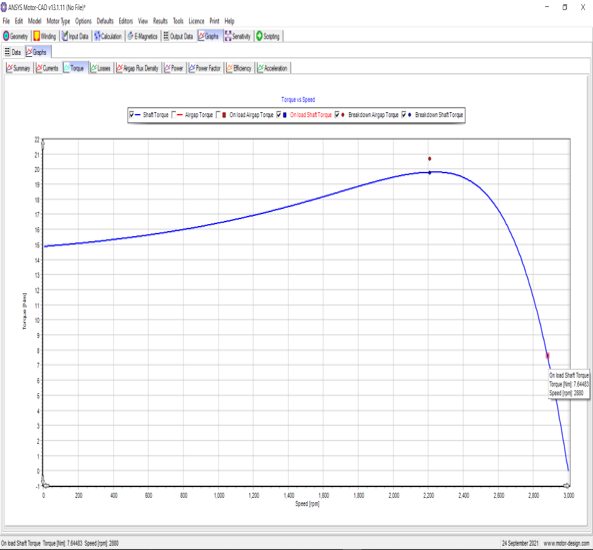 ANSYS Motor-CAD v13.1.11 (No File)*
File Edit Model Motor Type Options Defaults Editors View Results Tools Licence Print Help
Geometry Winding Input Data Calculation E-Magnetics Output Data Graphs Sensitivity Scripting
Data Graphs
Summary Currents Torque Losses Airgap Flux Density Power Power Factor Efficiency Acceleration
Torque vs Speed
Shaft Torque Airgap Torque On load Airgap Torque On load Shaft Torque Breakdown Airgap Torque Breakdown Shaft Torque
22
21
20
19
18
17
16
15
14
13
12
11
10
9
8
7
6
5
4
3
2
1
0
-1
Torque [Nm]
On load Shaft Torque
Torque [Nm] 7.64483
Speed [rpm] 2880
0 200 400 600 800 1,000 1,200 1,400 1,600 1,800 2,000 2,200 2,400 2,600 2,800 3,000
Speed [rpm]
On load Shaft Torque Torque [Nm] 7.64483 Speed [rpm] 2880 24 September 2021 www.motor-design.com